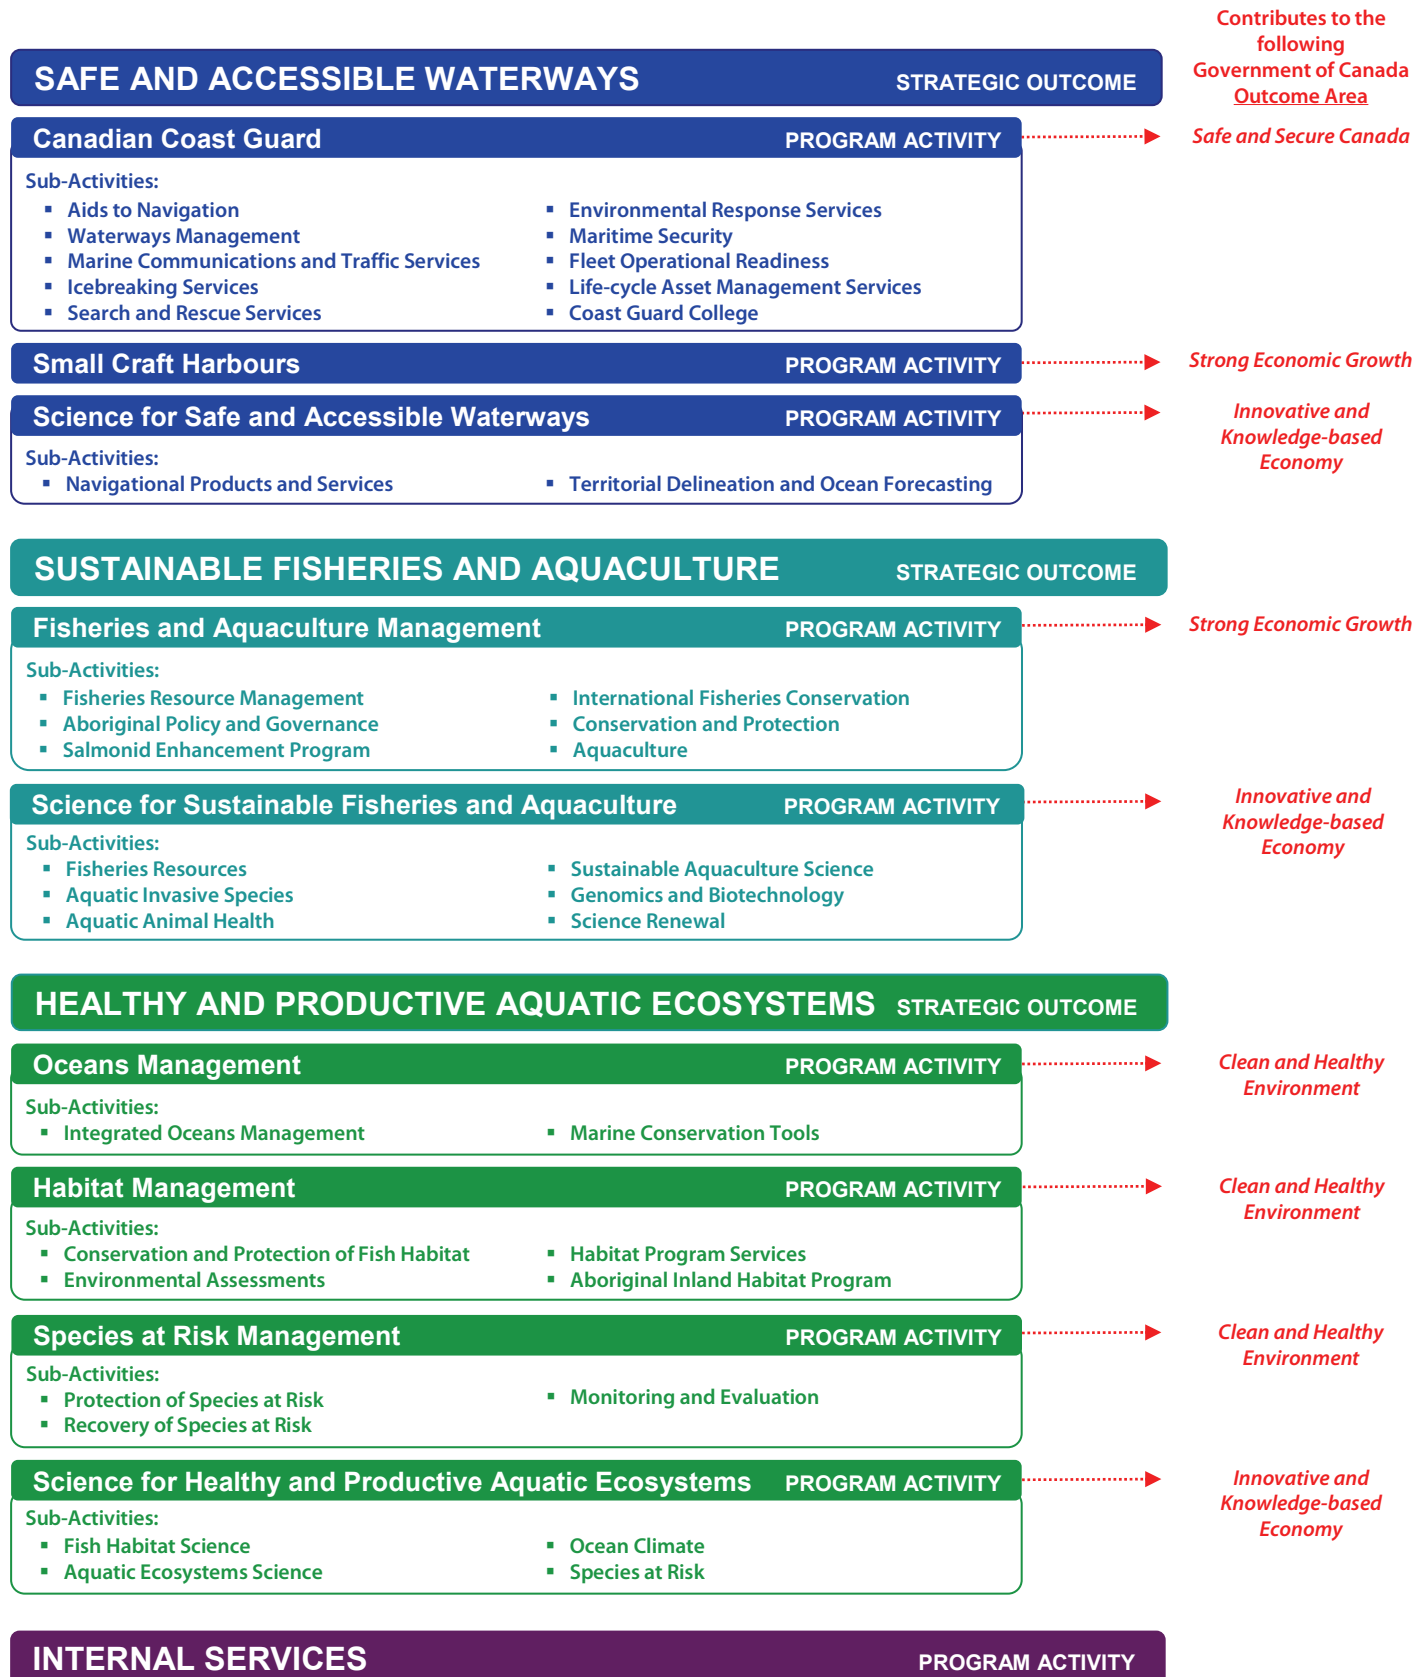 Contributes to the
following
Government of Canada
Outcome Area
SAFE AND ACCESSIBLE WATERWAYS STRATEGIC OUTCOME
Canadian Coast Guard PROGRAM ACTIVITY
Safe and Secure Canada
Sub-Activities:
▪ Aids to Navigation
▪ Waterways Management
▪ Marine Communications and Traffic Services
▪ Icebreaking Services
▪ Search and Rescue Services
▪ Environmental Response Services
▪ Maritime Security
▪ Fleet Operational Readiness
▪ Life-cycle Asset Management Services
▪ Coast Guard College
Small Craft Harbours PROGRAM ACTIVITY
Strong Economic Growth
Science for Safe and Accessible Waterways PROGRAM ACTIVITY
Innovative and
Knowledge-based
Economy
Sub-Activities:
▪ Navigational Products and Services
▪ Territorial Delineation and Ocean Forecasting
SUSTAINABLE FISHERIES AND AQUACULTURE STRATEGIC OUTCOME
Fisheries and Aquaculture Management PROGRAM ACTIVITY
Strong Economic Growth
Sub-Activities:
▪ Fisheries Resource Management
▪ Aboriginal Policy and Governance
▪ Salmonid Enhancement Program
▪ International Fisheries Conservation
▪ Conservation and Protection
▪ Aquaculture
Science for Sustainable Fisheries and Aquaculture PROGRAM ACTIVITY
Innovative and
Knowledge-based
Economy
Sub-Activities:
▪ Fisheries Resources
▪ Aquatic Invasive Species
▪ Aquatic Animal Health
▪ Sustainable Aquaculture Science
▪ Genomics and Biotechnology
▪ Science Renewal
HEALTHY AND PRODUCTIVE AQUATIC ECOSYSTEMS STRATEGIC OUTCOME
Oceans Management PROGRAM ACTIVITY
Clean and Healthy
Environment
Sub-Activities:
▪ Integrated Oceans Management
▪ Marine Conservation Tools
Habitat Management PROGRAM ACTIVITY
Clean and Healthy
Environment
Sub-Activities:
▪ Conservation and Protection of Fish Habitat
▪ Environmental Assessments
▪ Habitat Program Services
▪ Aboriginal Inland Habitat Program
Species at Risk Management PROGRAM ACTIVITY
Clean and Healthy
Environment
Sub-Activities:
▪ Protection of Species at Risk
▪ Recovery of Species at Risk
▪ Monitoring and Evaluation
Science for Healthy and Productive Aquatic Ecosystems PROGRAM ACTIVITY
Innovative and
Knowledge-based
Economy
Sub-Activities:
▪ Fish Habitat Science
▪ Aquatic Ecosystems Science
▪ Ocean Climate
▪ Species at Risk
INTERNAL SERVICES PROGRAM ACTIVITY